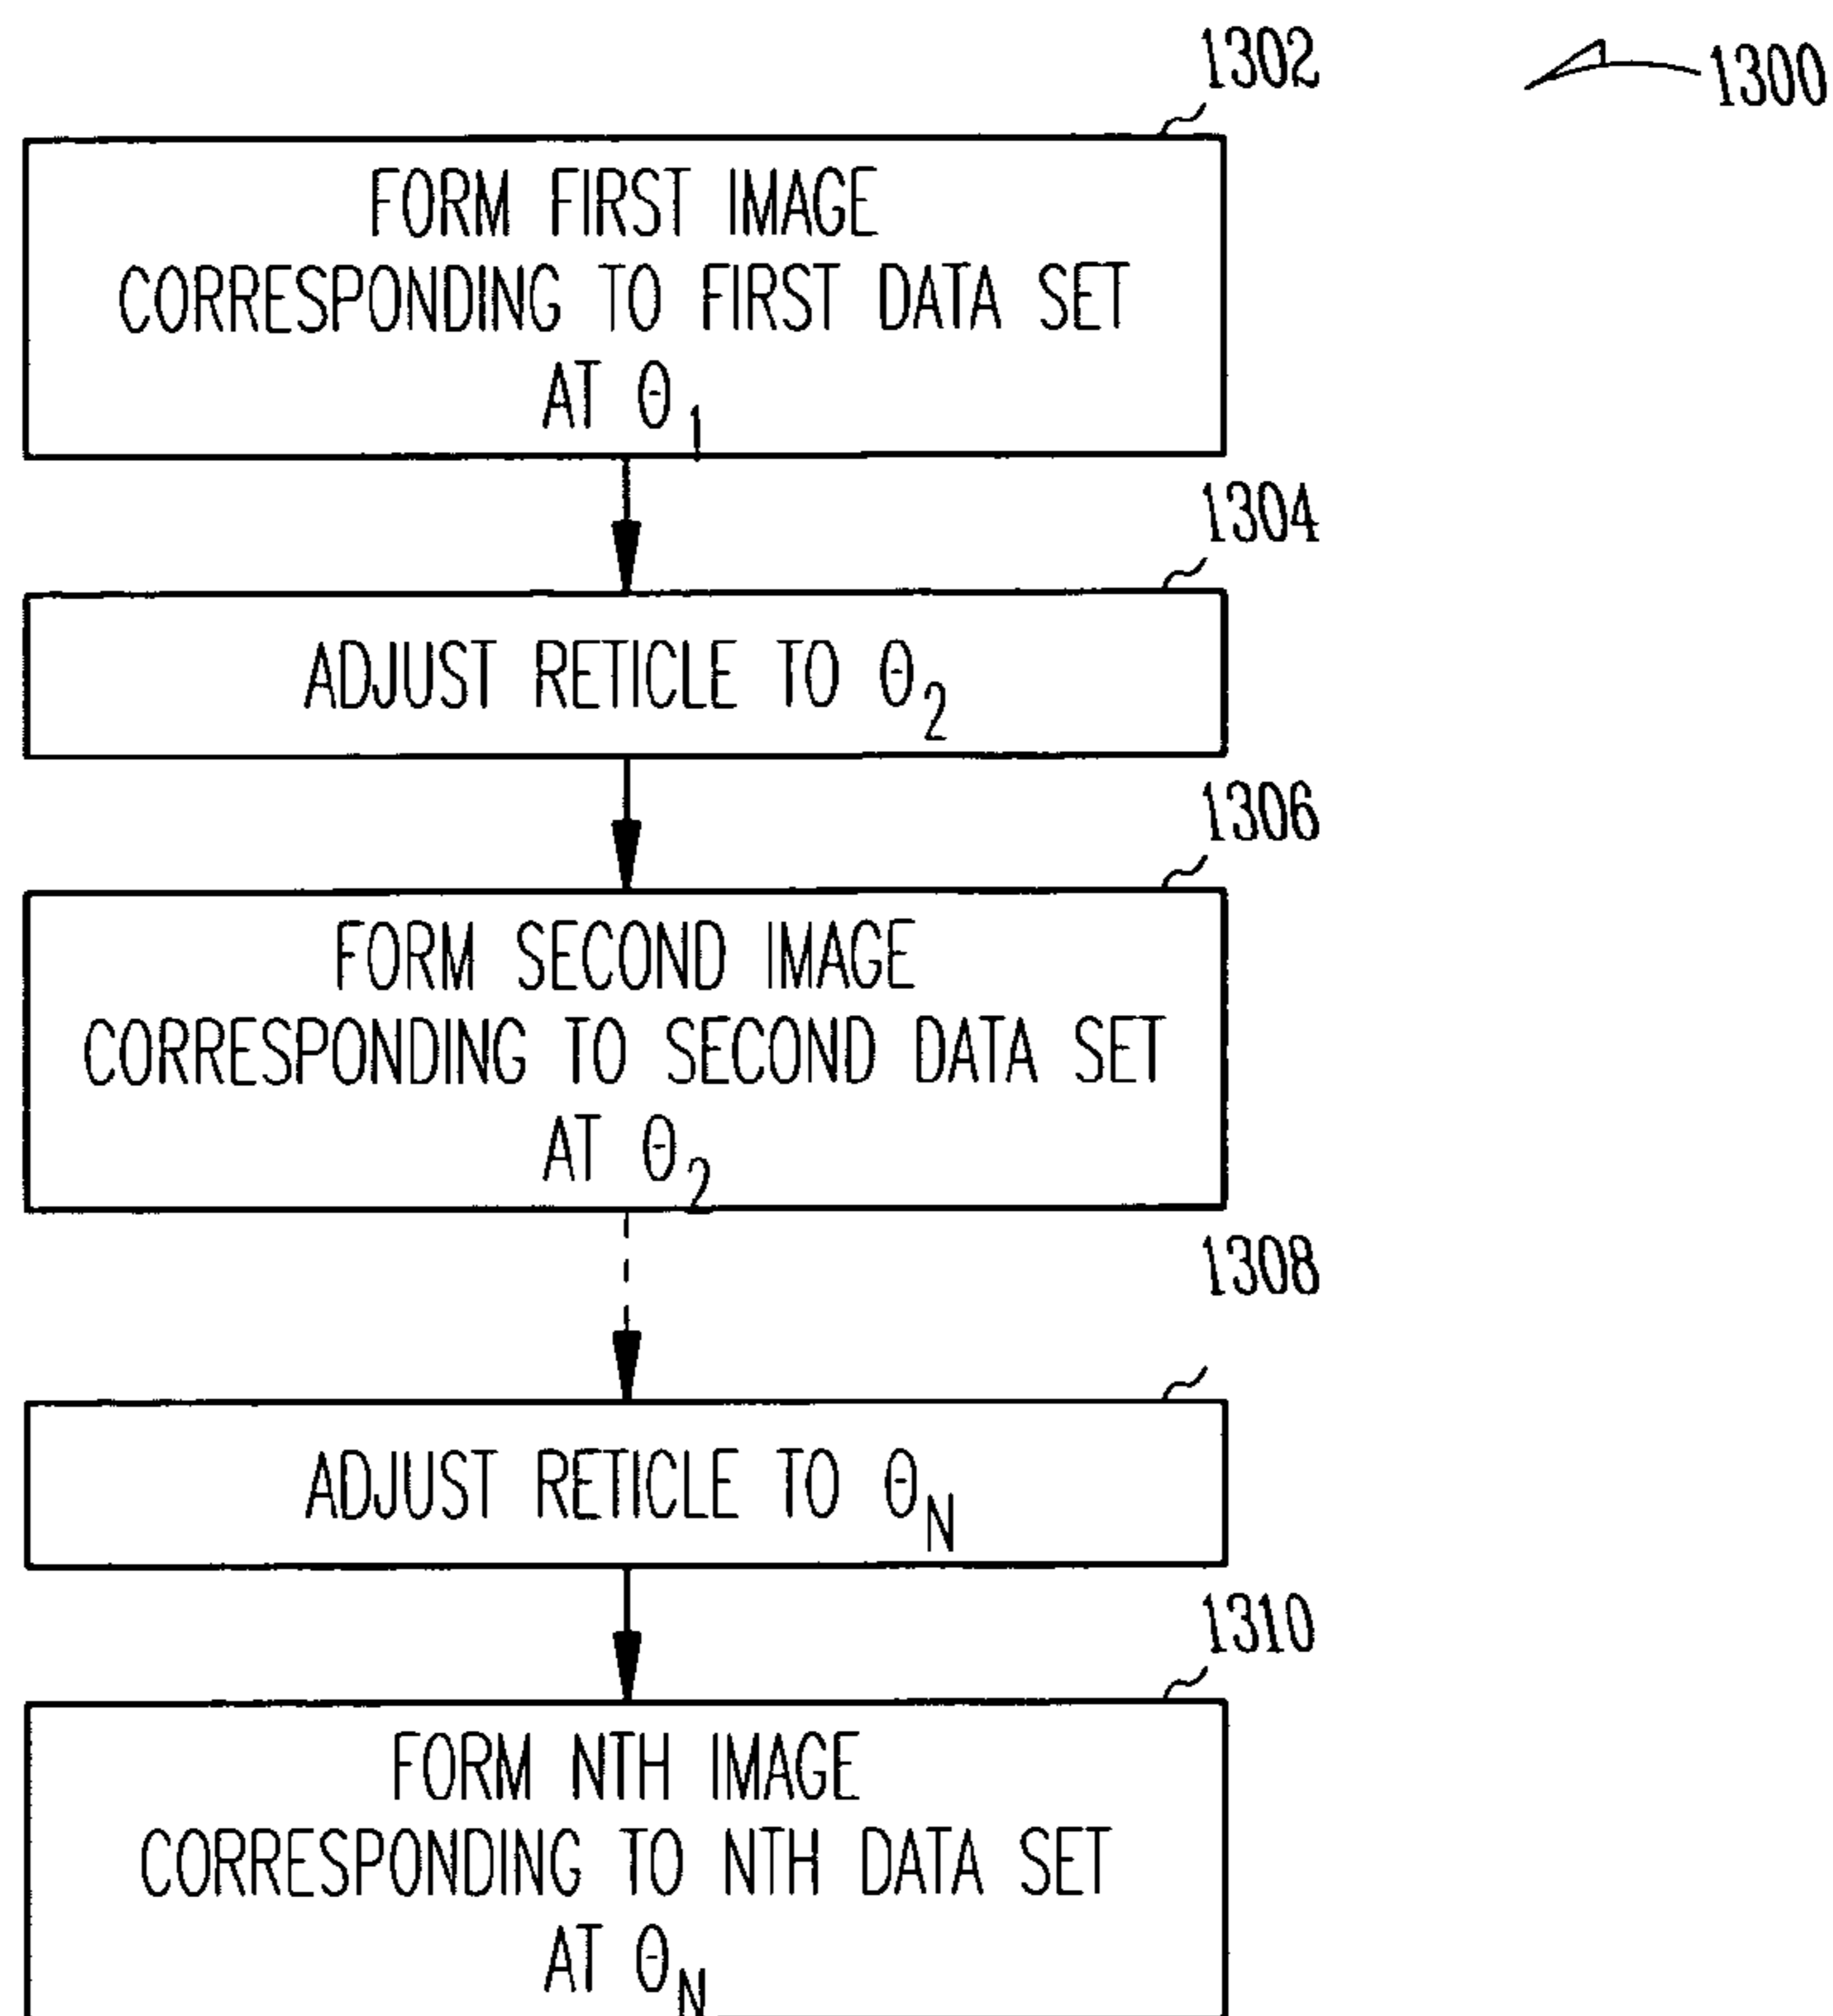 1302
1300
FORM FIRST IMAGE
CORRESPONDING TO FIRST DATA SET
AT Θ₁
1304
ADJUST RETICLE TO Θ₂
1306
FORM SECOND IMAGE
CORRESPONDING TO SECOND DATA SET
AT Θ₂
1308
ADJUST RETICLE TO Θ_N
1310
FORM NTH IMAGE
CORRESPONDING TO NTH DATA SET
AT Θ_N